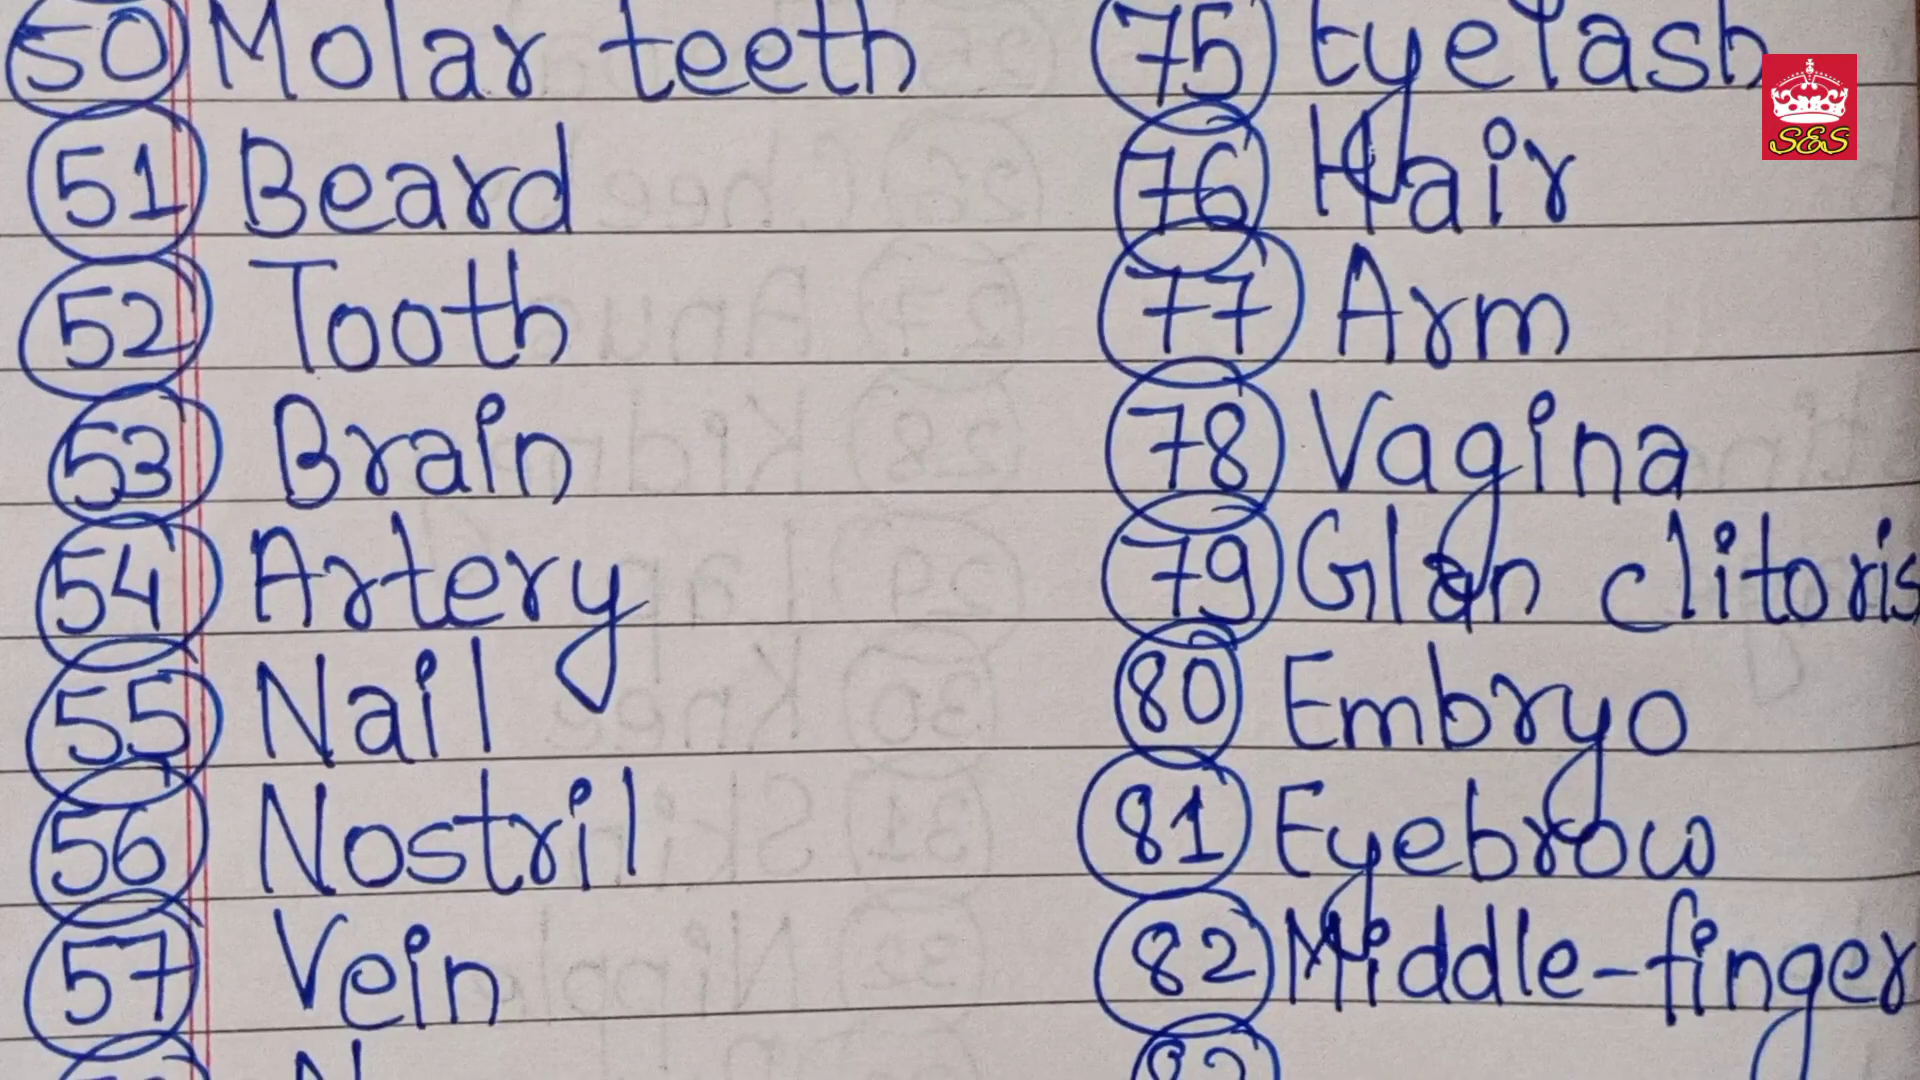 50 Molar teeth
51 Beard
52 Tooth
53 Brain
54 Artery
55 Nail
56 Nostril
57 Vein
75 Eyelash
76 Hair
77 Arm
78 Vagina
79 Glan clitoris
80 Embryo
81 Eyebrow
82 Middle-finger
S&S